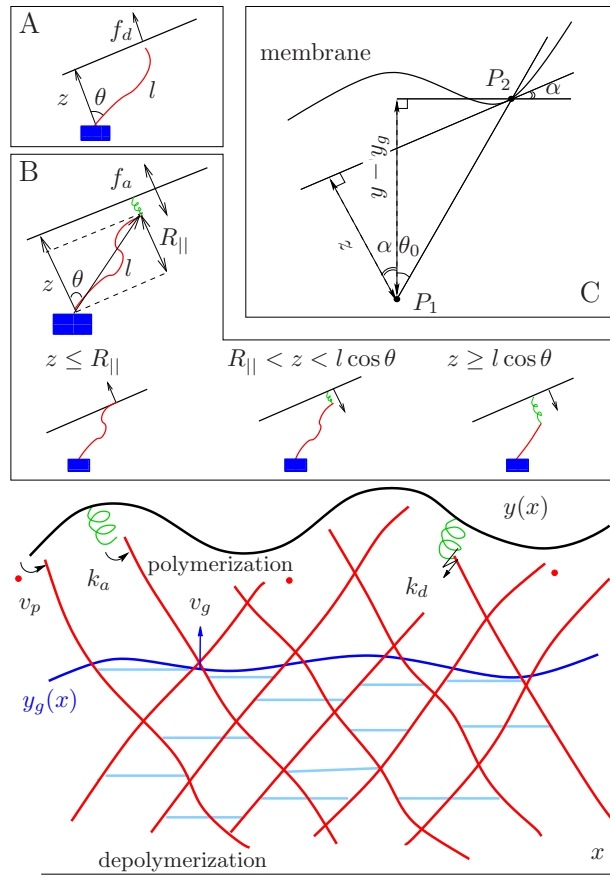 A
f_d
z
θ
l
B
f_a
R_||
z
θ
l
C
membrane
P_2
α
y − y_g
z
α
θ_0
P_1
z ≤ R_||
R_|| < z < l cos θ
z ≥ l cos θ
y(x)
polymerization
v_p
k_a
k_d
v_g
y_g(x)
depolymerization
x